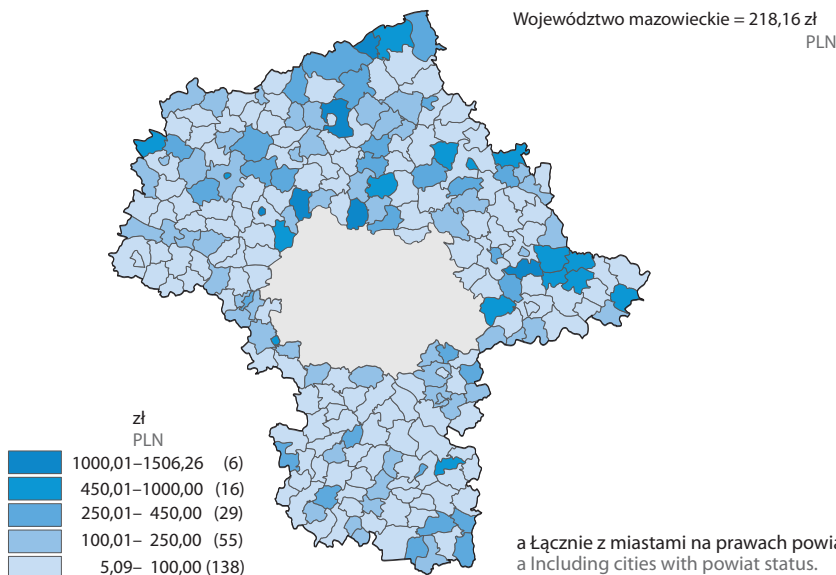 Województwo mazowieckie = 218,16 zł
PLN
zł
PLN
1000,01–1506,26 (6)
450,01–1000,00 (16)
250,01– 450,00 (29)
100,01– 250,00 (55)
5,09– 100,00 (138)
a Łącznie z miastami na prawach powia
a Including cities with powiat status.